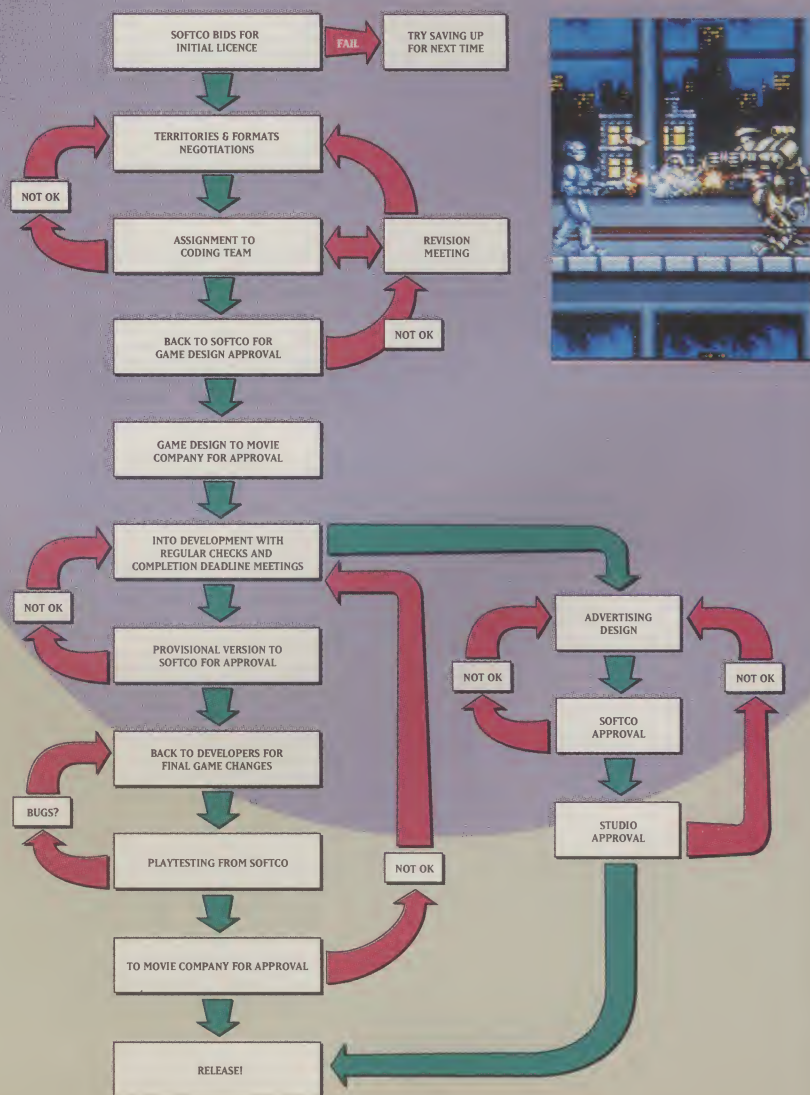 SOFTCO BIDS FOR
INITIAL LICENCE
FAIL
TRY SAVING UP
FOR NEXT TIME
TERRITORIES & FORMATS
NEGOTIATIONS
NOT OK
ASSIGNMENT TO
CODING TEAM
REVISION
MEETING
BACK TO SOFTCO FOR
GAME DESIGN APPROVAL
NOT OK
GAME DESIGN TO MOVIE
COMPANY FOR APPROVAL
INTO DEVELOPMENT WITH
REGULAR CHECKS AND
COMPLETION DEADLINE MEETINGS
NOT OK
PROVISIONAL VERSION TO
SOFTCO FOR APPROVAL
BACK TO DEVELOPERS FOR
FINAL GAME CHANGES
BUGS?
PLAYTESTING FROM SOFTCO
NOT OK
TO MOVIE COMPANY FOR APPROVAL
RELEASE!
ADVERTISING
DESIGN
NOT OK
NOT OK
SOFTCO
APPROVAL
STUDIO
APPROVAL